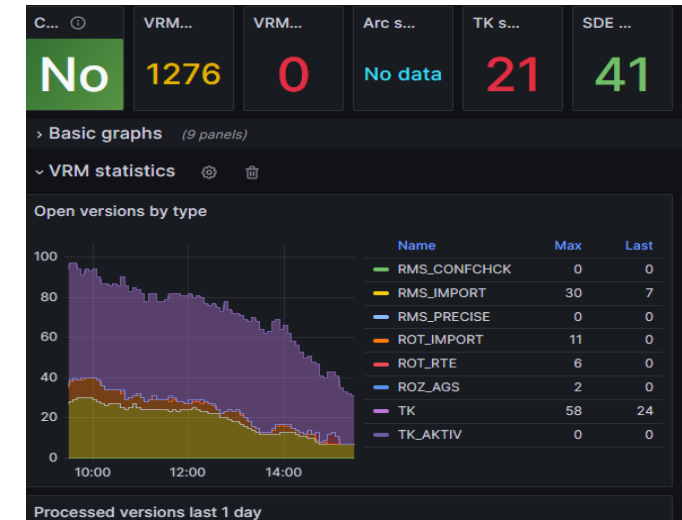 C... VRM... VRM... Arc s... TK s... SDE ...
No 1276 0 No data 21 41
Basic graphs (9 panels)
VRM statistics
Open versions by type
Name Max Last
100
RMS_CONFCHCK 0 0
80
RMS_IMPORT 30 7
RMS_PRECISE 0 0
60
ROT_IMPORT 11 0
ROT_RTE 6 0
40
ROZ_AGS 2 0
20
TK 58 24
TK_AKTIV 0 0
0
10:00 12:00 14:00
Processed versions last 1 day